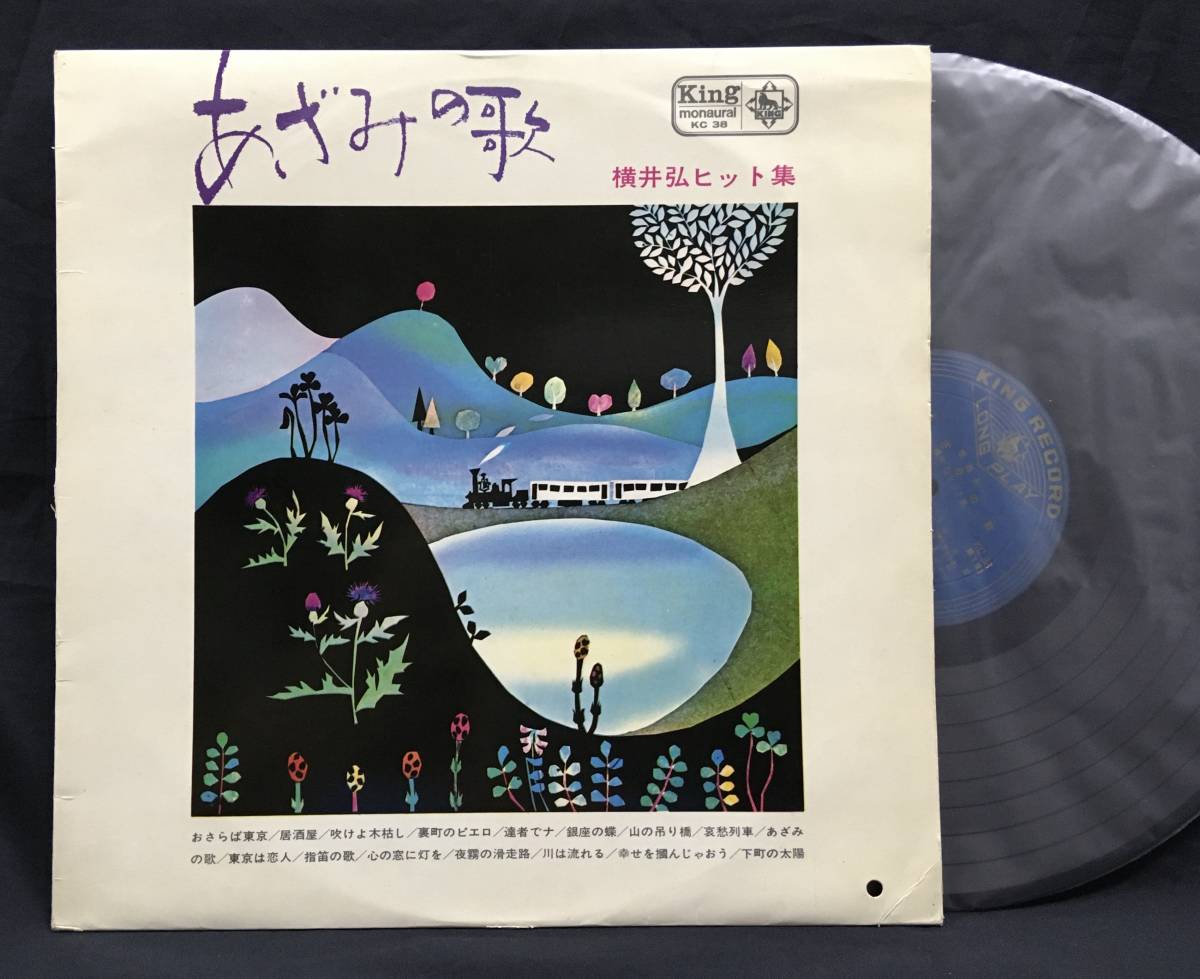 あざみの歌
King
monaural
KC 38
KING
横井弘ヒット集
おさらば東京/居酒屋/吹けよ木枯し/裏町のピエロ/達者でナ/銀座の蝶/山の吊り橋/哀愁列車/あざみ
の歌/東京は恋人/指笛の歌/心の窓に灯を/夜霧の滑走路/川は流れる/幸せを摑んじゃおう/下町の太陽
KING RECORD
LONG PLAY